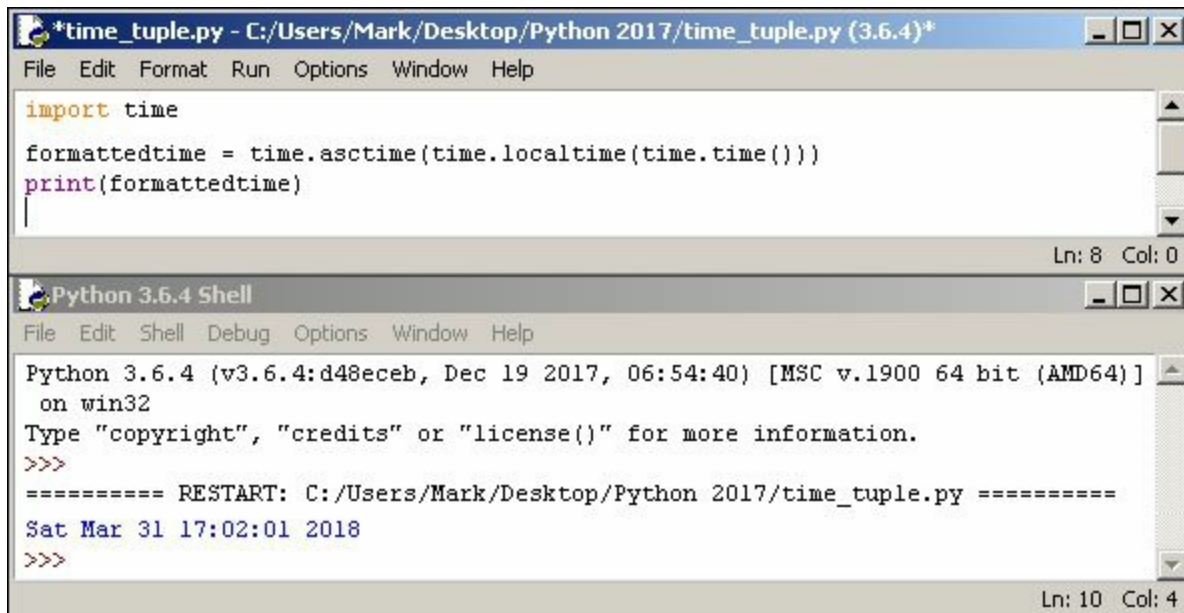 *time_tuple.py - C:/Users/Mark/Desktop/Python 2017/time_tuple.py (3.6.4)*
File Edit Format Run Options Window Help
import time
formattedtime = time.asctime(time.localtime(time.time()))
print(formattedtime)
Ln: 8 Col: 0
Python 3.6.4 Shell
File Edit Shell Debug Options Window Help
Python 3.6.4 (v3.6.4:d48eceb, Dec 19 2017, 06:54:40) [MSC v.1900 64 bit (AMD64)]
on win32
Type "copyright", "credits" or "license()" for more information.
>>>
========== RESTART: C:/Users/Mark/Desktop/Python 2017/time_tuple.py ==========
Sat Mar 31 17:02:01 2018
>>>
Ln: 10 Col: 4